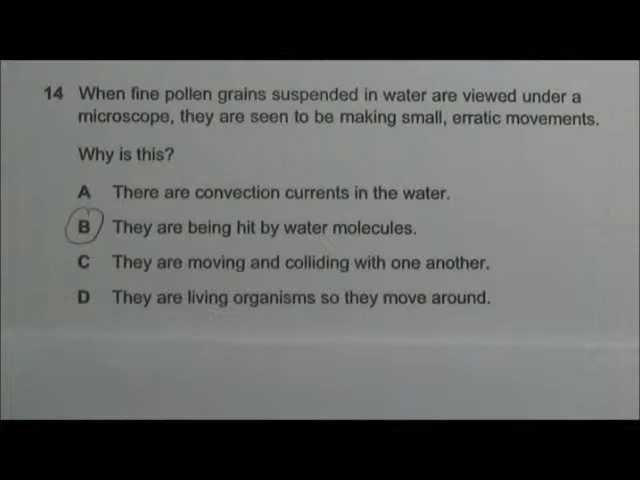 14 When fine pollen grains suspended in water are viewed under a
microscope, they are seen to be making small, erratic movements.
Why is this?
A There are convection currents in the water.
B They are being hit by water molecules.
C They are moving and colliding with one another.
D They are living organisms so they move around.